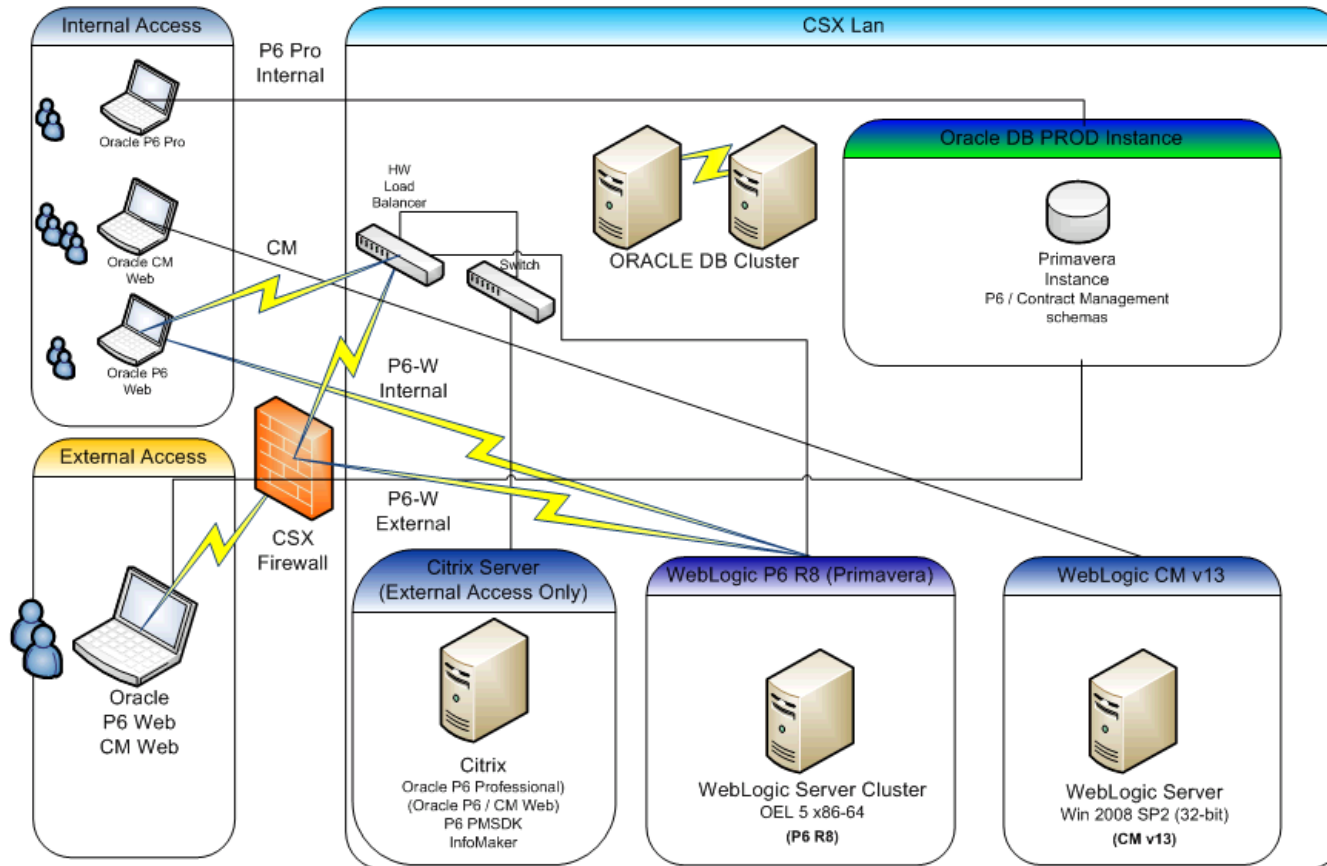 Internal Access
CSX Lan
P6 Pro
Internal
Oracle P6 Pro
Oracle DB PROD Instance
HW
Load
Balancer
CM
Oracle CM
Web
Switch
ORACLE DB Cluster
Primavera
Instance
P6 / Contract Management
schemas
Oracle P6
Web
P6-W
Internal
External Access
P6-W
External
CSX
Firewall
Citrix Server
(External Access Only)
WebLogic P6 R8 (Primavera)
WebLogic CM v13
Oracle
P6 Web
CM Web
Citrix
Oracle P6 Professional)
(Oracle P6 / CM Web)
P6 PMSDK
InfoMaker
WebLogic Server Cluster
OEL 5 x86-64
(P6 R8)
WebLogic Server
Win 2008 SP2 (32-bit)
(CM v13)